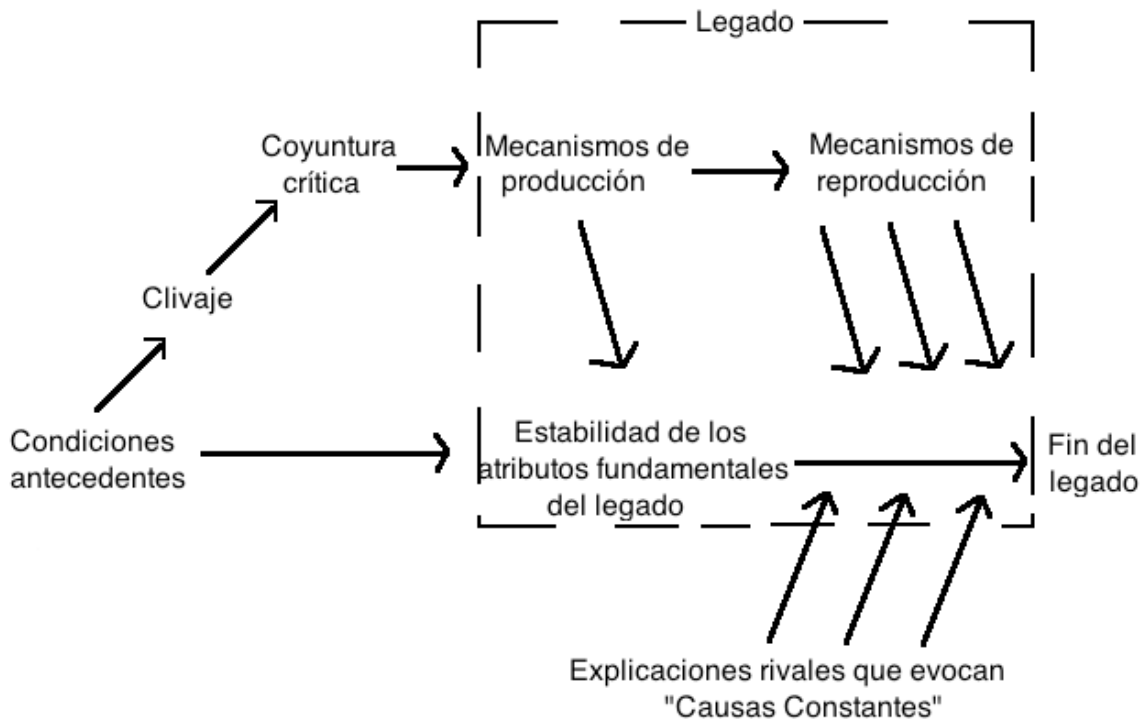 Legado
Coyuntura
crítica
Mecanismos de
producción
Mecanismos de
reproducción
Clivaje
Condiciones
antecedentes
Estabilidad de los
atributos fundamentales
del legado
Fin del
legado
Explicaciones rivales que evocan
"Causas Constantes"